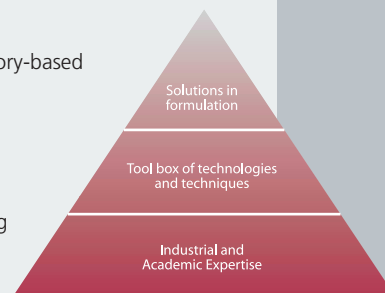 ory-based
Solutions in
formulation
Tool box of technologies
and techniques
g
Industrial and
Academic Expertise